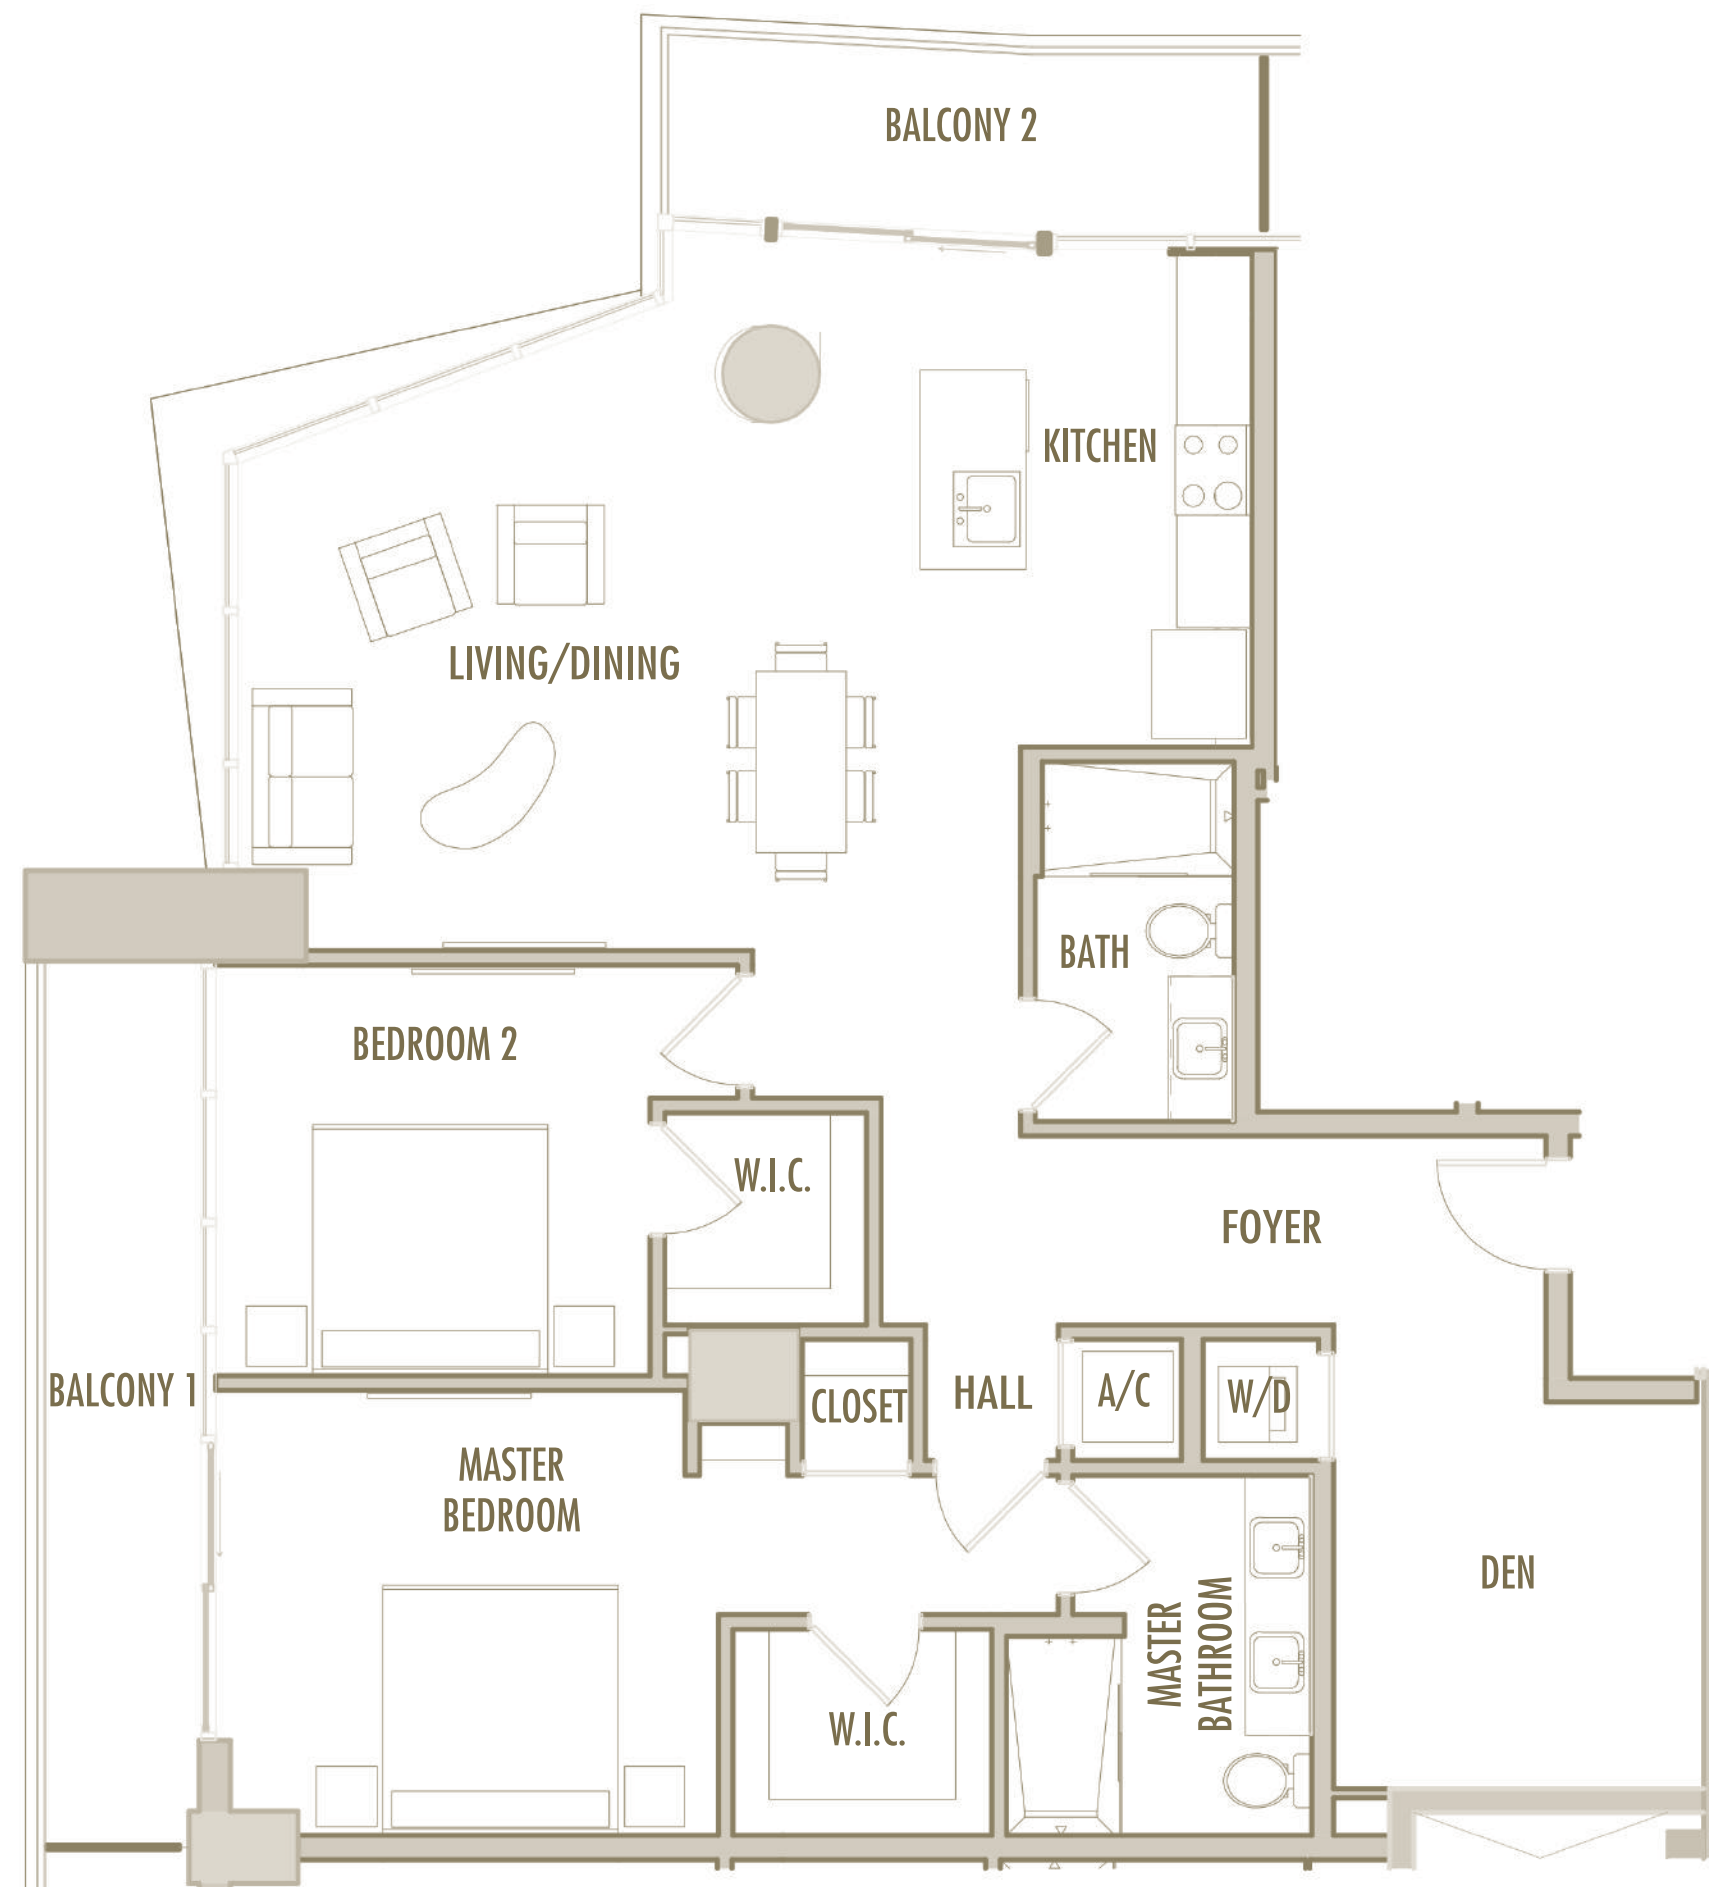 BALCONY 2
KITCHEN
LIVING/DINING
BATH
BEDROOM 2
W.I.C.
FOYER
BALCONY 1
CLOSET
HALL
A/C
W/D
MASTER
BEDROOM
DEN
MASTER
BATHROOM
W.I.C.